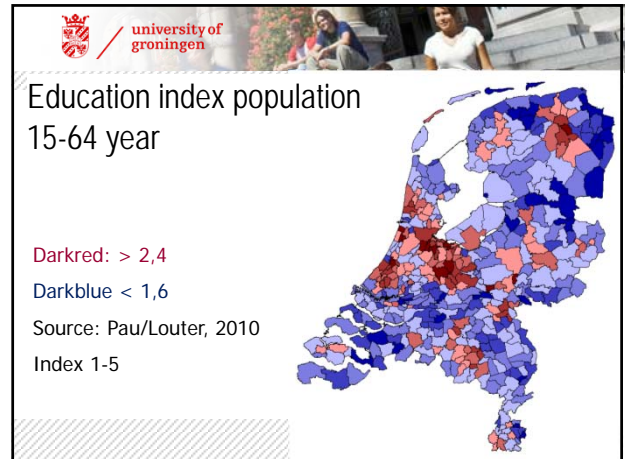 university of
groningen
Education index population
15-64 year
Darkred: > 2,4
Darkblue < 1,6
Source: Pau/Louter, 2010
Index 1-5